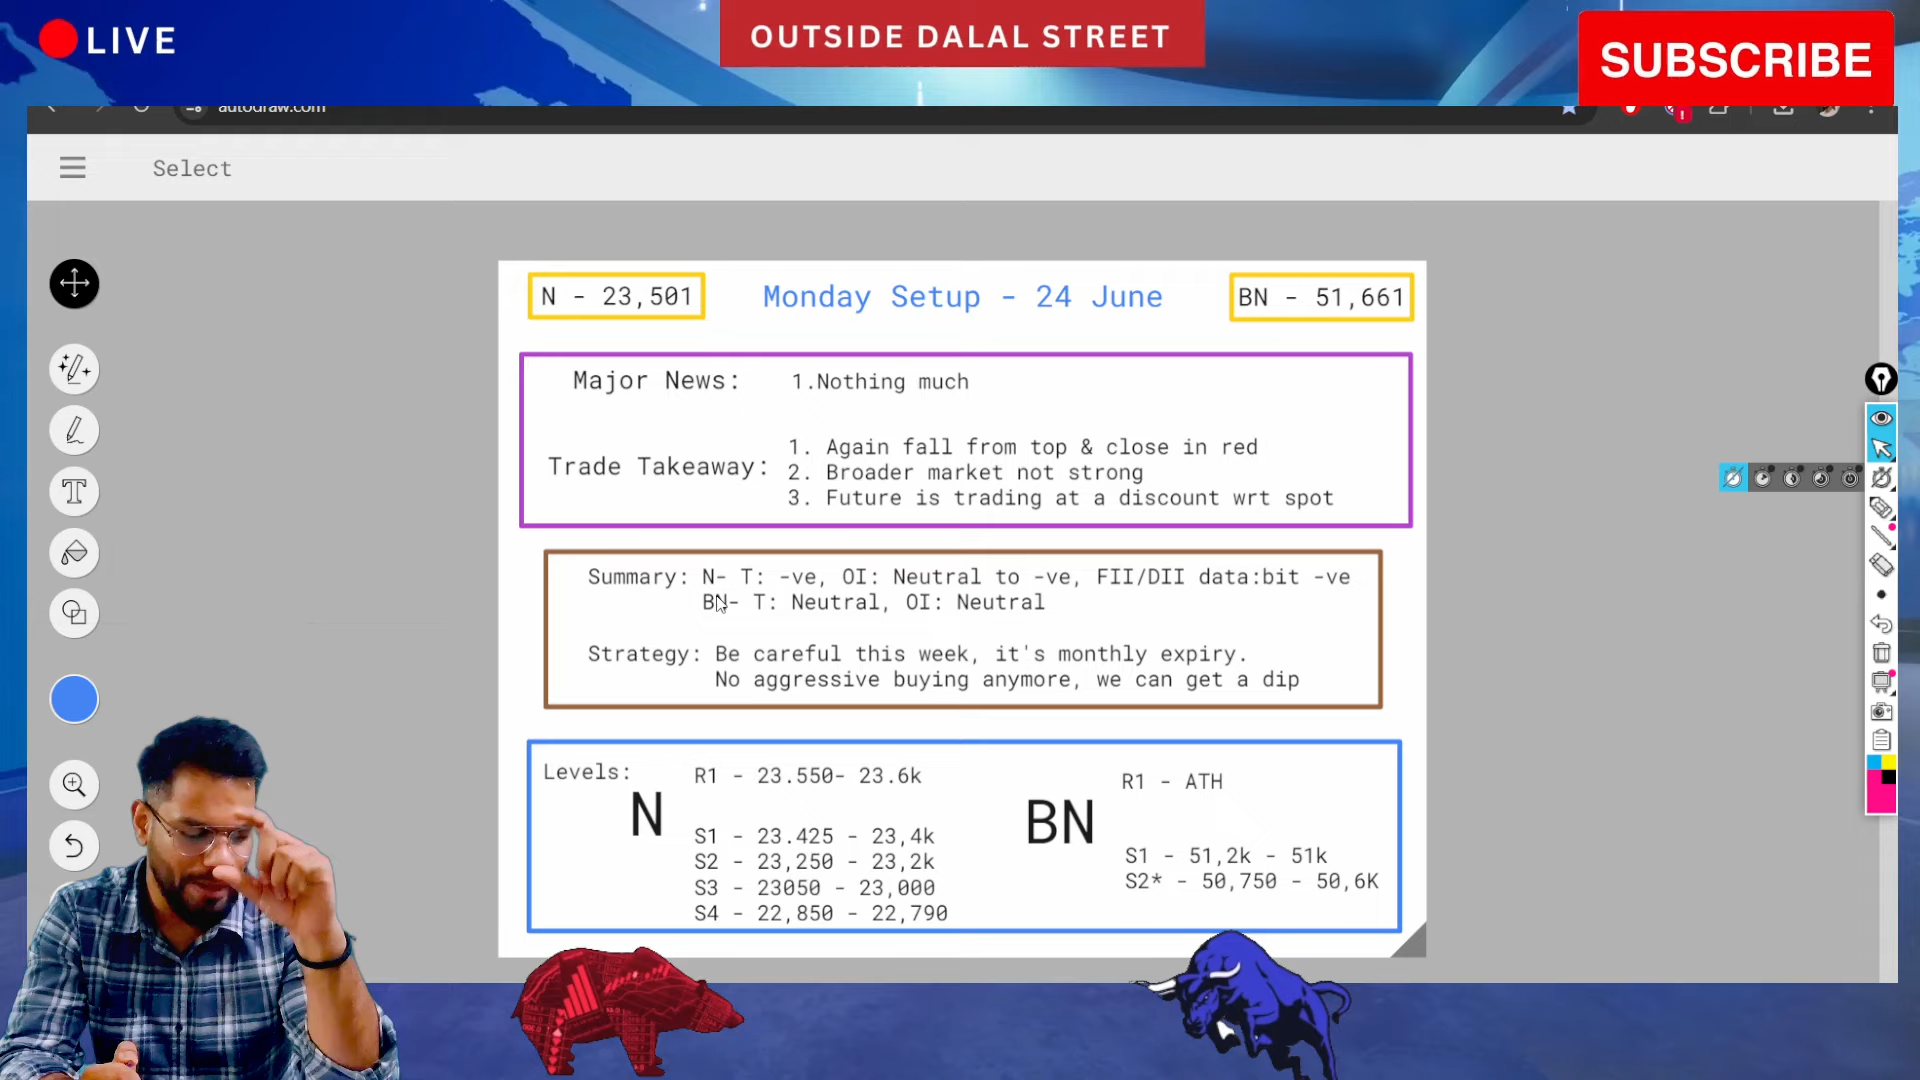 LIVE
OUTSIDE DALAL STREET
SUBSCRIBE
autodraw.com
Select
N - 23,501
Monday Setup - 24 June
BN - 51,661
Major News: 1.Nothing much
Trade Takeaway: 1. Again fall from top & close in red
2. Broader market not strong
3. Future is trading at a discount wrt spot
Summary: N- T: -ve, OI: Neutral to -ve, FII/DII data:bit -ve
BN- T: Neutral, OI: Neutral
Strategy: Be careful this week, it's monthly expiry.
No aggressive buying anymore, we can get a dip
Levels:
N
R1 - 23.550- 23.6k
S1 - 23.425 - 23,4k
S2 - 23,250 - 23,2k
S3 - 23050 - 23,000
S4 - 22,850 - 22,790
BN
R1 - ATH
S1 - 51,2k - 51k
S2* - 50,750 - 50,6K